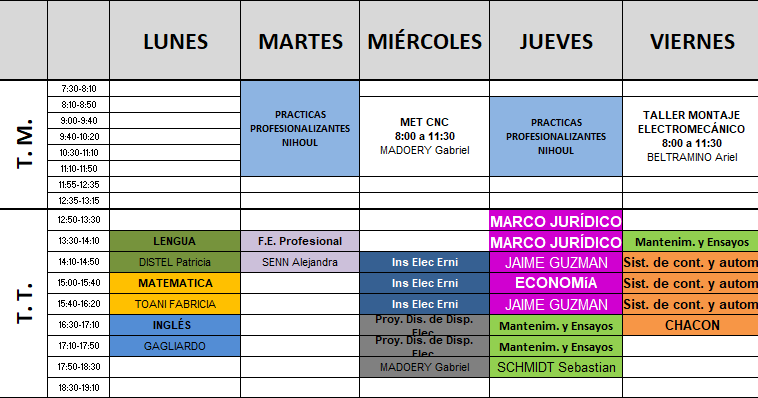 LUNES MARTES MIÉRCOLES JUEVES VIERNES
T. M.
7:30-8:10
8:10-8:50
9:00-9:40
9:40-10:20
10:30-11:10
11:10-11:50
11:55-12:35
12:35-13:15
PRACTICAS
PROFESIONALIZANTES
NIHOUL
MET CNC
8:00 a 11:30
MADOERY Gabriel
PRACTICAS
PROFESIONALIZANTES
NIHOUL
TALLER MONTAJE
ELECTROMECÁNICO
8:00 a 11:30
BELTRAMINO Ariel
T. T.
12:50-13:30 MARCO JURÍDICO
13:30-14:10 LENGUA F.E. Profesional MARCO JURÍDICO Mantenim. y Ensayos
14:10-14:50 DISTEL Patricia SENN Alejandra Ins Elec Erni JAIME GUZMAN Sist. de cont. y autom
15:00-15:40 MATEMATICA Ins Elec Erni ECONOMíA Sist. de cont. y autom
15:40-16:20 TOANI FABRICIA Ins Elec Erni JAIME GUZMAN Sist. de cont. y autom
16:30-17:10 INGLÉS Proy. Dis. de Disp. Elec Mantenim. y Ensayos CHACON
17:10-17:50 GAGLIARDO Proy. Dis. de Disp. Elec Mantenim. y Ensayos
17:50-18:30 MADOERY Gabriel SCHMIDT Sebastian
18:30-19:10